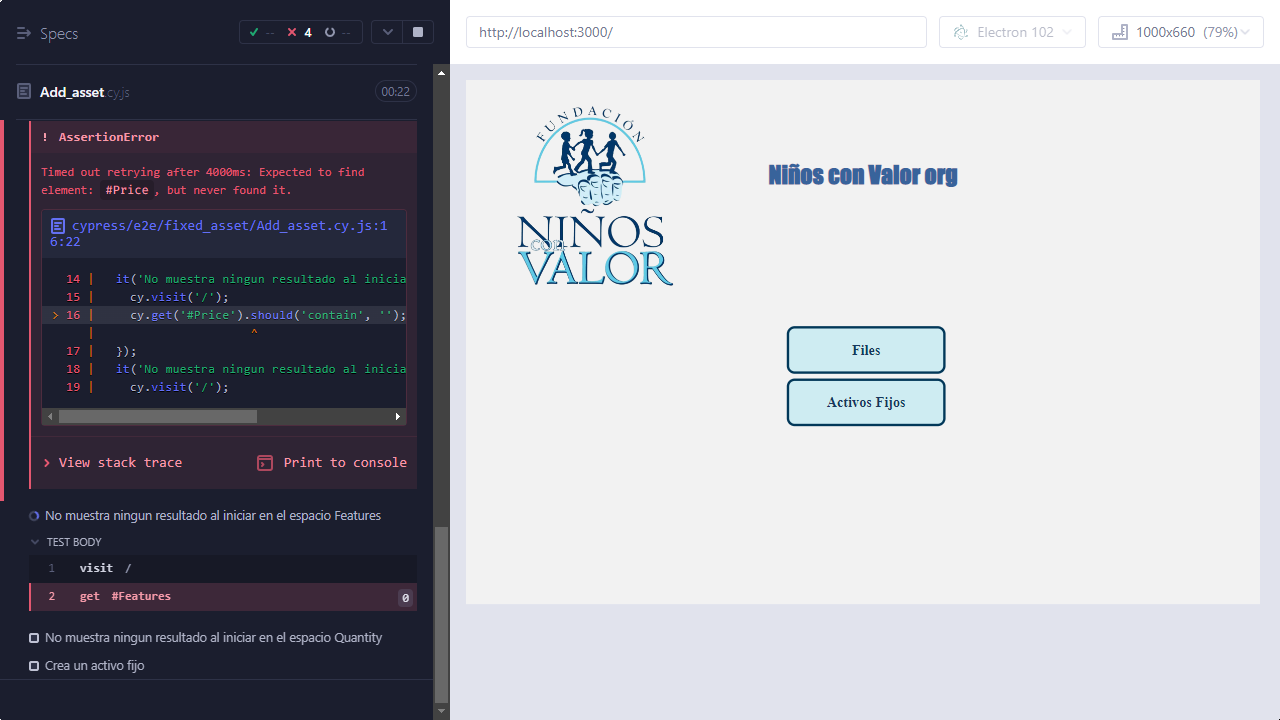 Specs
-- 4 --
http://localhost:3000/
Electron 102
1000x660 (79%)
Add_asset.cy.js
00:22
! AssertionError
Timed out retrying after 4000ms: Expected to find
element: #Price, but never found it.
cypress/e2e/fixed_asset/Add_asset.cy.js:1
6:22
14 | it('No muestra ningun resultado al inicia
15 | cy.visit('/');
> 16 | cy.get('#Price').should('contain', '');
| ^
17 | });
18 | it('No muestra ningun resultado al inicia
19 | cy.visit('/');
View stack trace
Print to console
No muestra ningun resultado al iniciar en el espacio Features
TEST BODY
1 visit /
2 get #Features 0
No muestra ningun resultado al iniciar en el espacio Quantity
Crea un activo fijo
FUNDACIÓN
NIÑOS
CON
VALOR
Niños con Valor org
Files
Activos Fijos